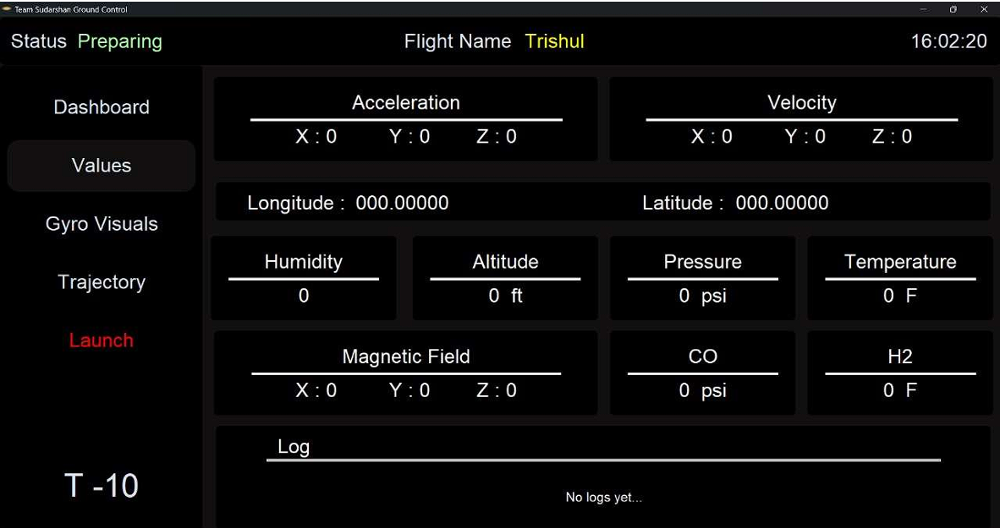 Team Sudarshan Ground Control
Status Preparing
Flight Name Trishul
16:02:20
Dashboard
Values
Gyro Visuals
Trajectory
Launch
T -10
Acceleration
X : 0 Y : 0 Z : 0
Velocity
X : 0 Y : 0 Z : 0
Longitude : 000.00000
Latitude : 000.00000
Humidity
0
Altitude
0 ft
Pressure
0 psi
Temperature
0 F
Magnetic Field
X : 0 Y : 0 Z : 0
CO
0 psi
H2
0 F
Log
No logs yet...